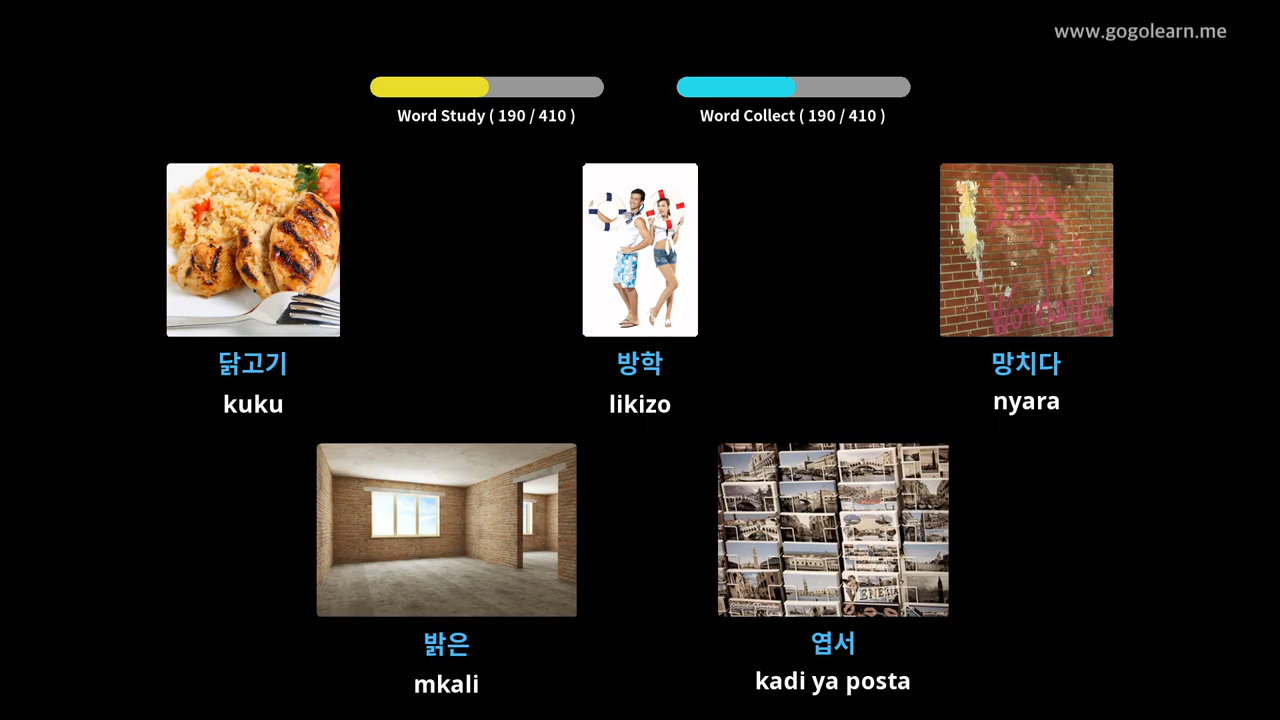 www.gogolearn.me
Word Study ( 190 / 410 )
Word Collect ( 190 / 410 )
닭고기
kuku
방학
likizo
망치다
nyara
밝은
mkali
엽서
kadi ya posta